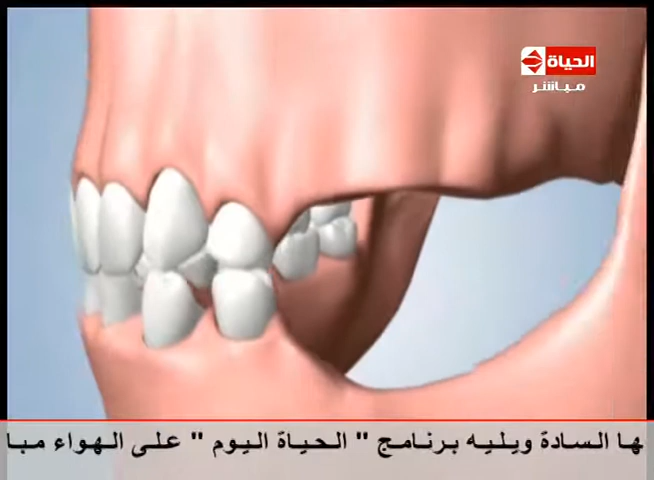 الحياة
مباشر
ها السادة ويليه برنامج " الحياة اليوم " على الهواء مبا